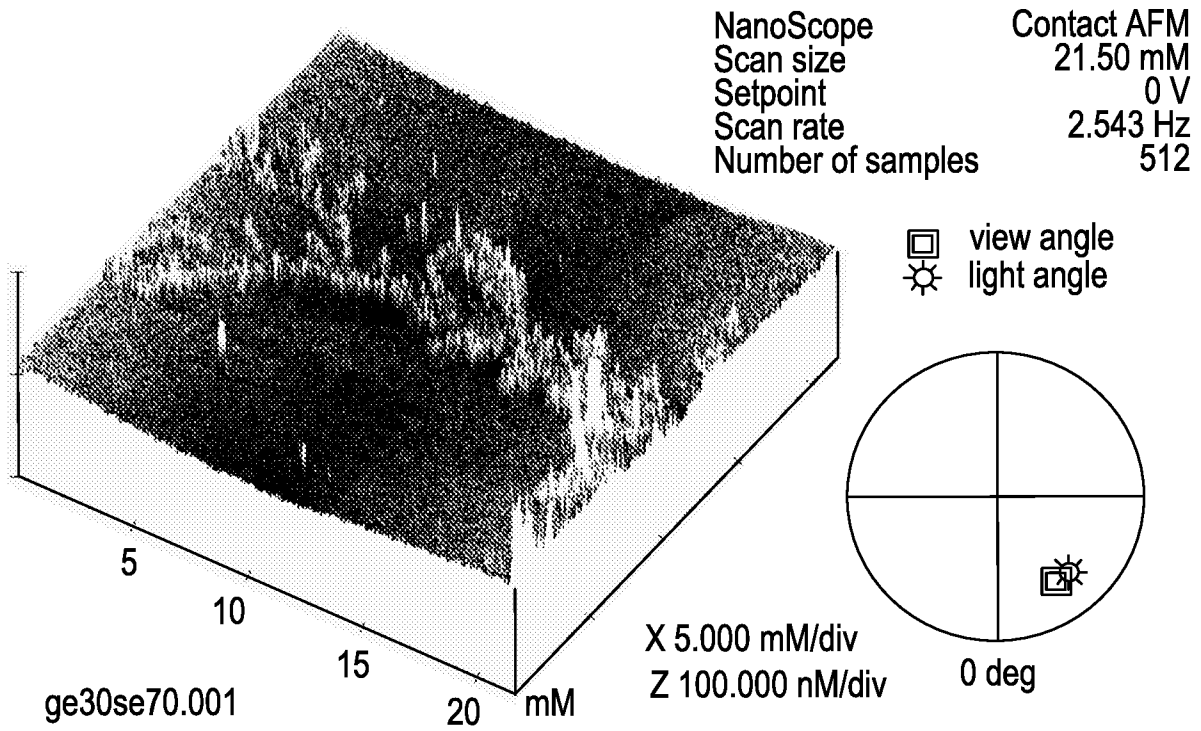 NanoScope Contact AFM
Scan size 21.50 mM
Setpoint 0 V
Scan rate 2.543 Hz
Number of samples 512
view angle
light angle
5
10
15
20 mM
X 5.000 mM/div
Z 100.000 nM/div
0 deg
ge30se70.001